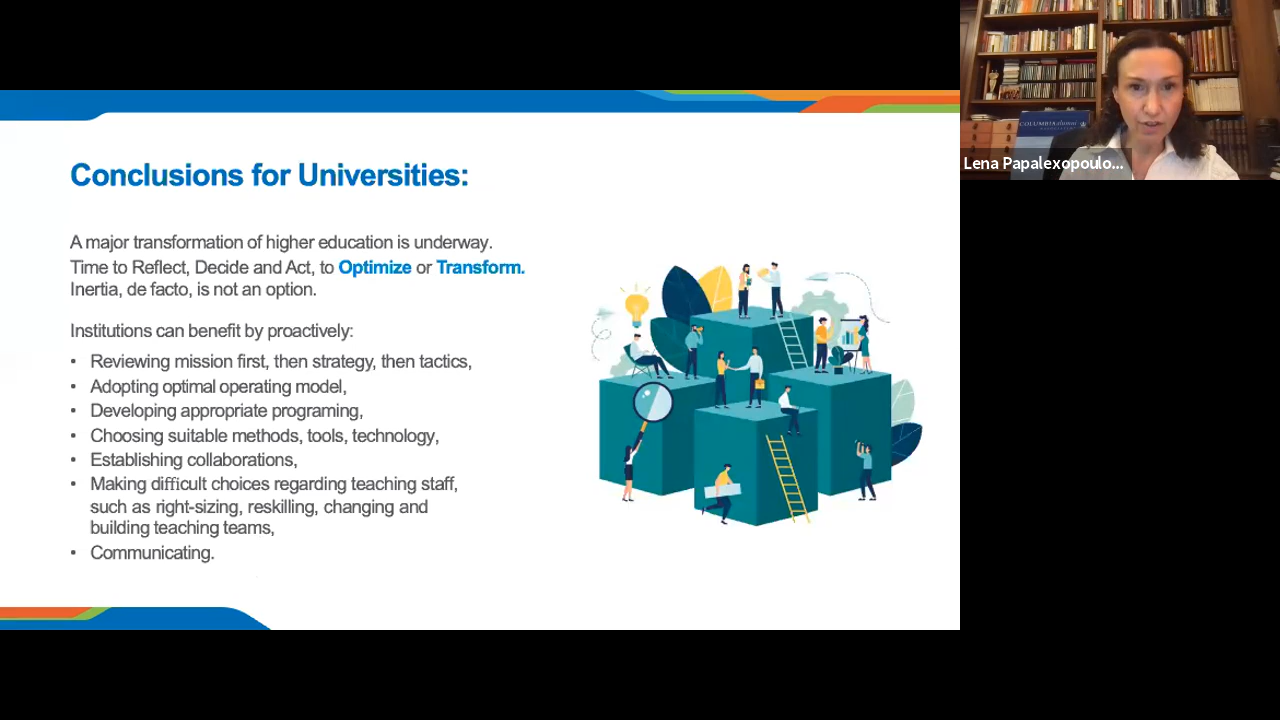 Conclusions for Universities:
A major transformation of higher education is underway.
Time to Reflect, Decide and Act, to Optimize or Transform.
Inertia, de facto, is not an option.
Institutions can benefit by proactively:
• Reviewing mission first, then strategy, then tactics,
• Adopting optimal operating model,
• Developing appropriate programing,
• Choosing suitable methods, tools, technology,
• Establishing collaborations,
• Making difficult choices regarding teaching staff,
such as right-sizing, reskilling, changing and
building teaching teams,
• Communicating.
COLUMBIA alumni
Lena Papalexopoulo...